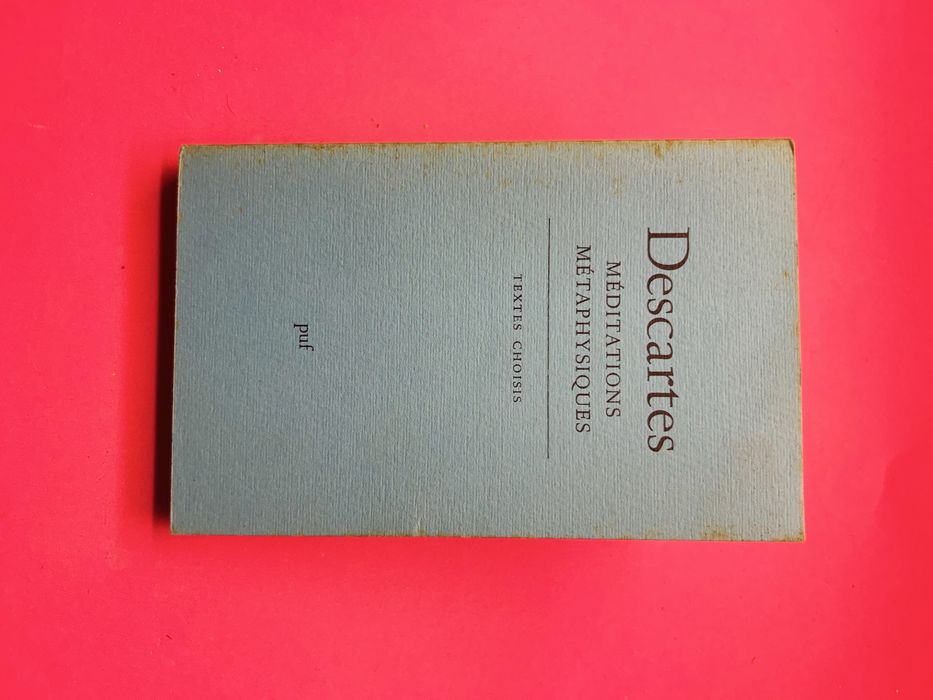 Descartes
MÉDITATIONS
MÉTAPHYSIQUES
TEXTES CHOISIS
puf